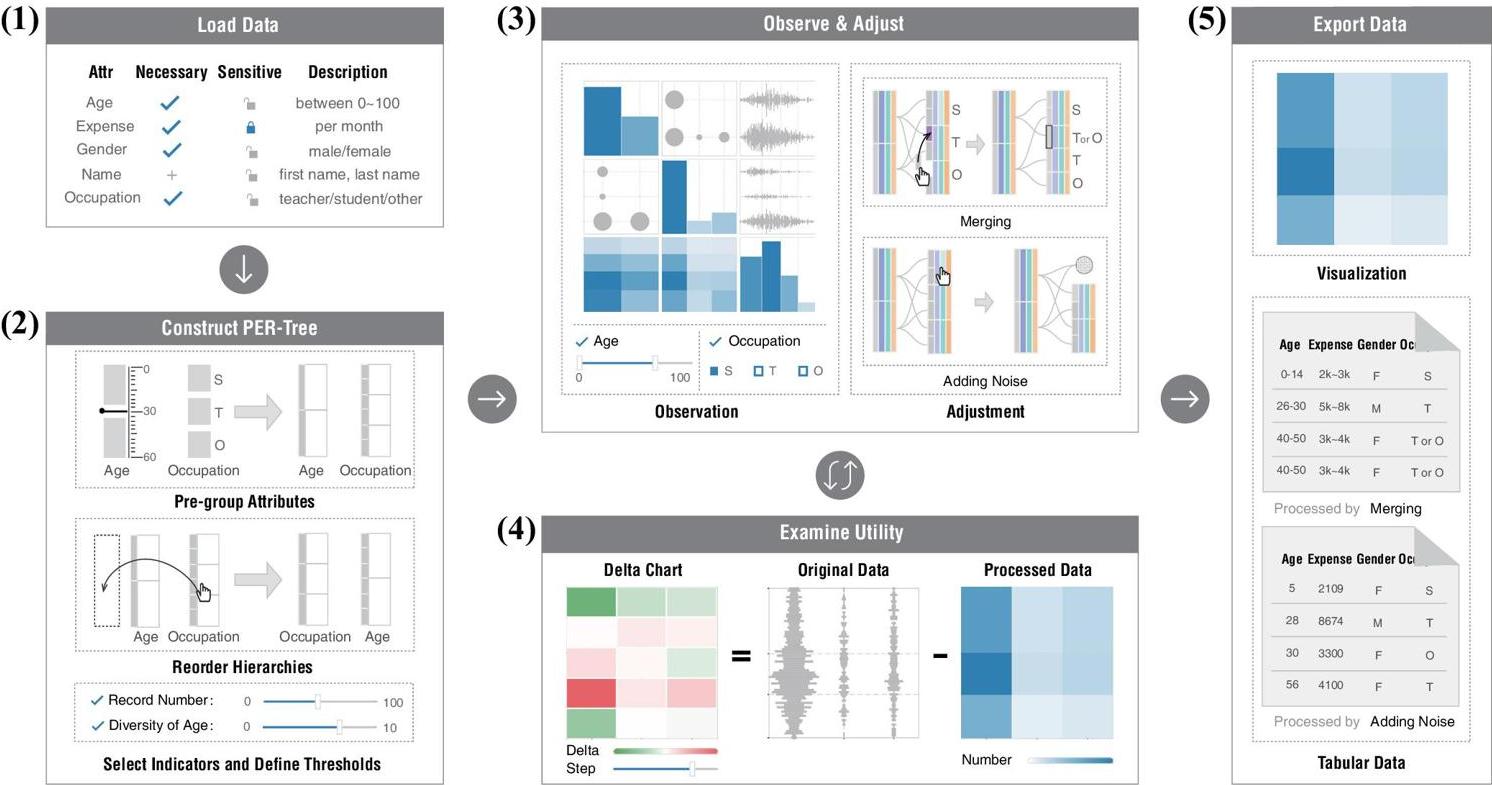 (1)
Load Data
Attr Necessary Sensitive Description
Age between 0~100
Expense per month
Gender male/female
Name + first name, last name
Occupation teacher/student/other
(2)
Construct PER-Tree
0
30
60
S
T
O
Age Occupation Age Occupation
Pre-group Attributes
Age Occupation Occupation Age
Reorder Hierarchies
Record Number: 0 100
Diversity of Age: 0 10
Select Indicators and Define Thresholds
(3)
Observe & Adjust
Age
0 100
Occupation
S T O
Observation
S
T
O
S
T or O
T
O
Merging
Adding Noise
Adjustment
(4)
Examine Utility
Delta Chart Original Data Processed Data
= -
Delta
Step
Number
(5)
Export Data
Visualization
Age Expense Gender Occ
0-14 2k~3k F S
26-30 5k~8k M T
40-50 3k~4k F T or O
40-50 3k~4k F T or O
Processed by Merging
Age Expense Gender Occ
5 2109 F S
28 8674 M T
30 3300 F O
56 4100 F T
Processed by Adding Noise
Tabular Data